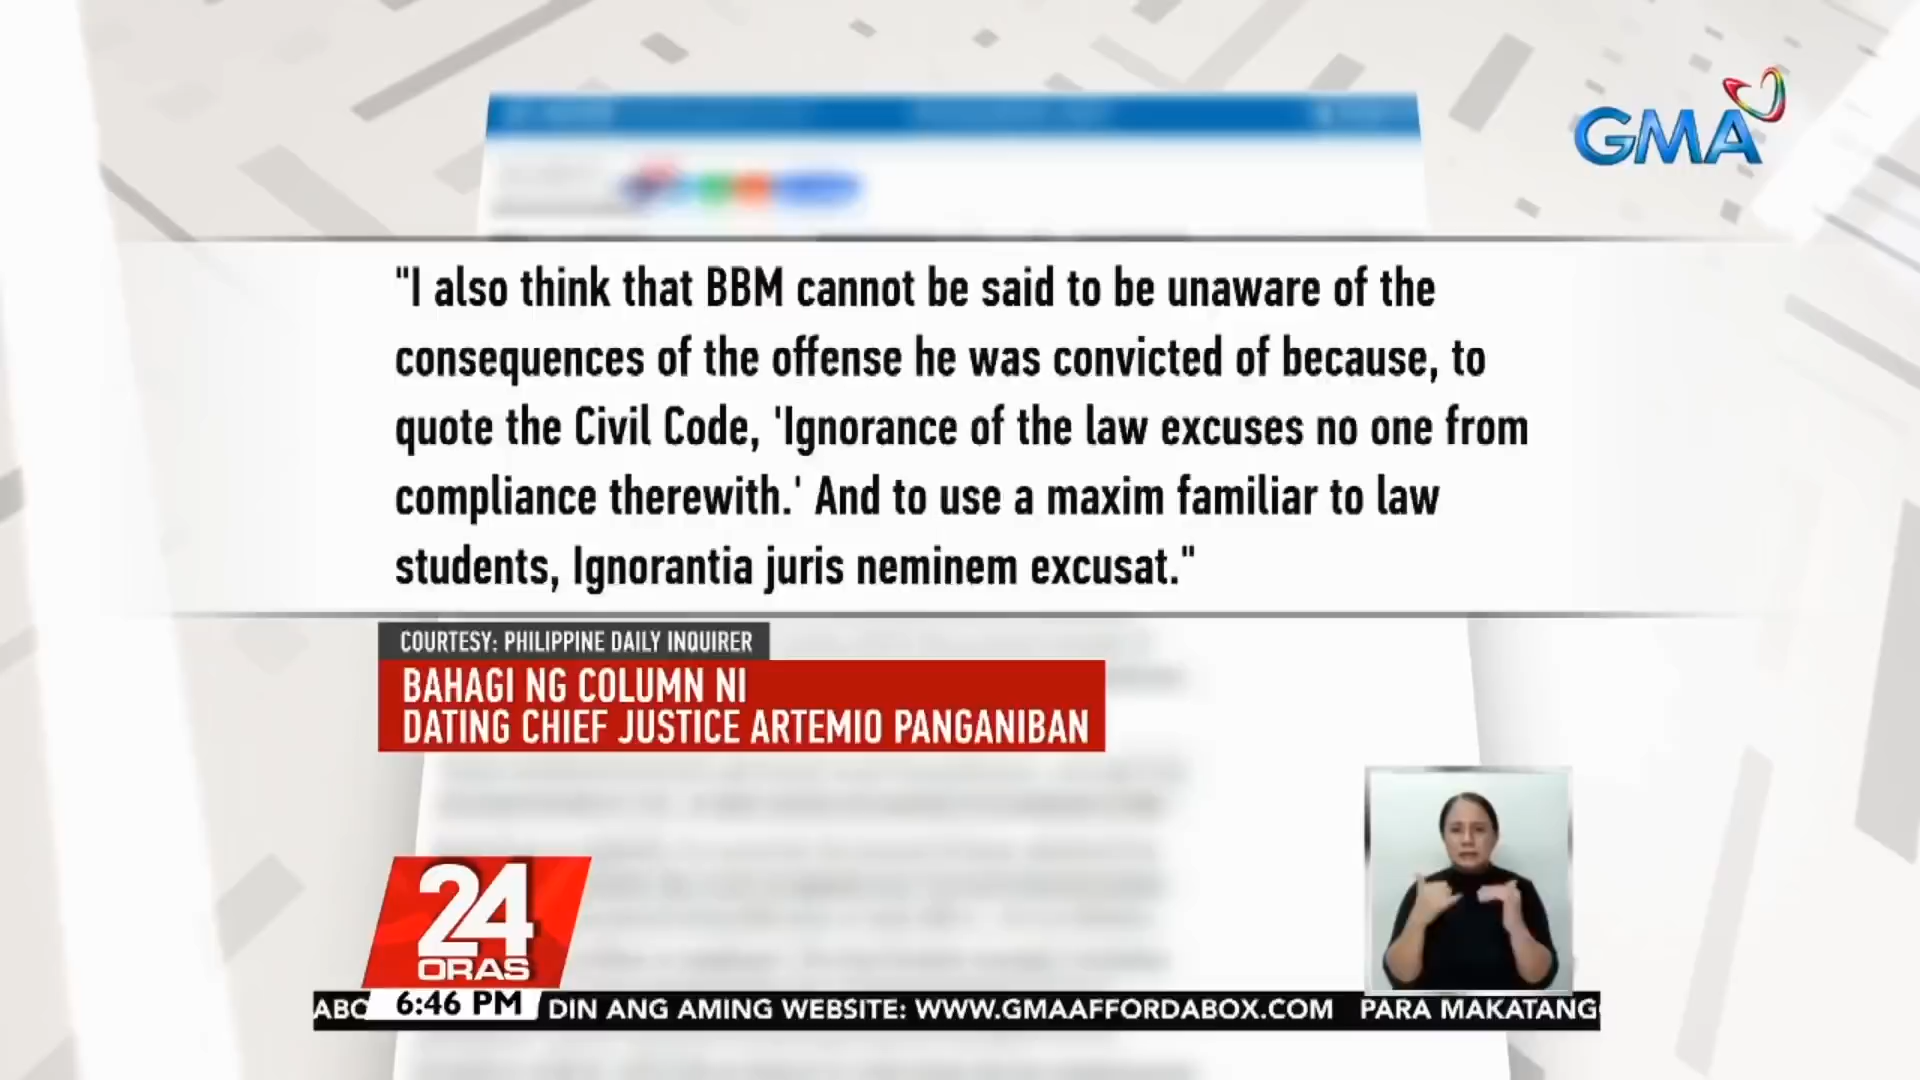 GMA
"I also think that BBM cannot be said to be unaware of the
consequences of the offense he was convicted of because, to
quote the Civil Code, 'Ignorance of the law excuses no one from
compliance therewith.' And to use a maxim familiar to law
students, Ignorantia juris neminem excusat."
COURTESY: PHILIPPINE DAILY INQUIRER
BAHAGI NG COLUMN NI
DATING CHIEF JUSTICE ARTEMIO PANGANIBAN
24
ORAS
6:46 PM DIN ANG AMING WEBSITE: WWW.GMAAFFORDABOX.COM PARA MAKATANG